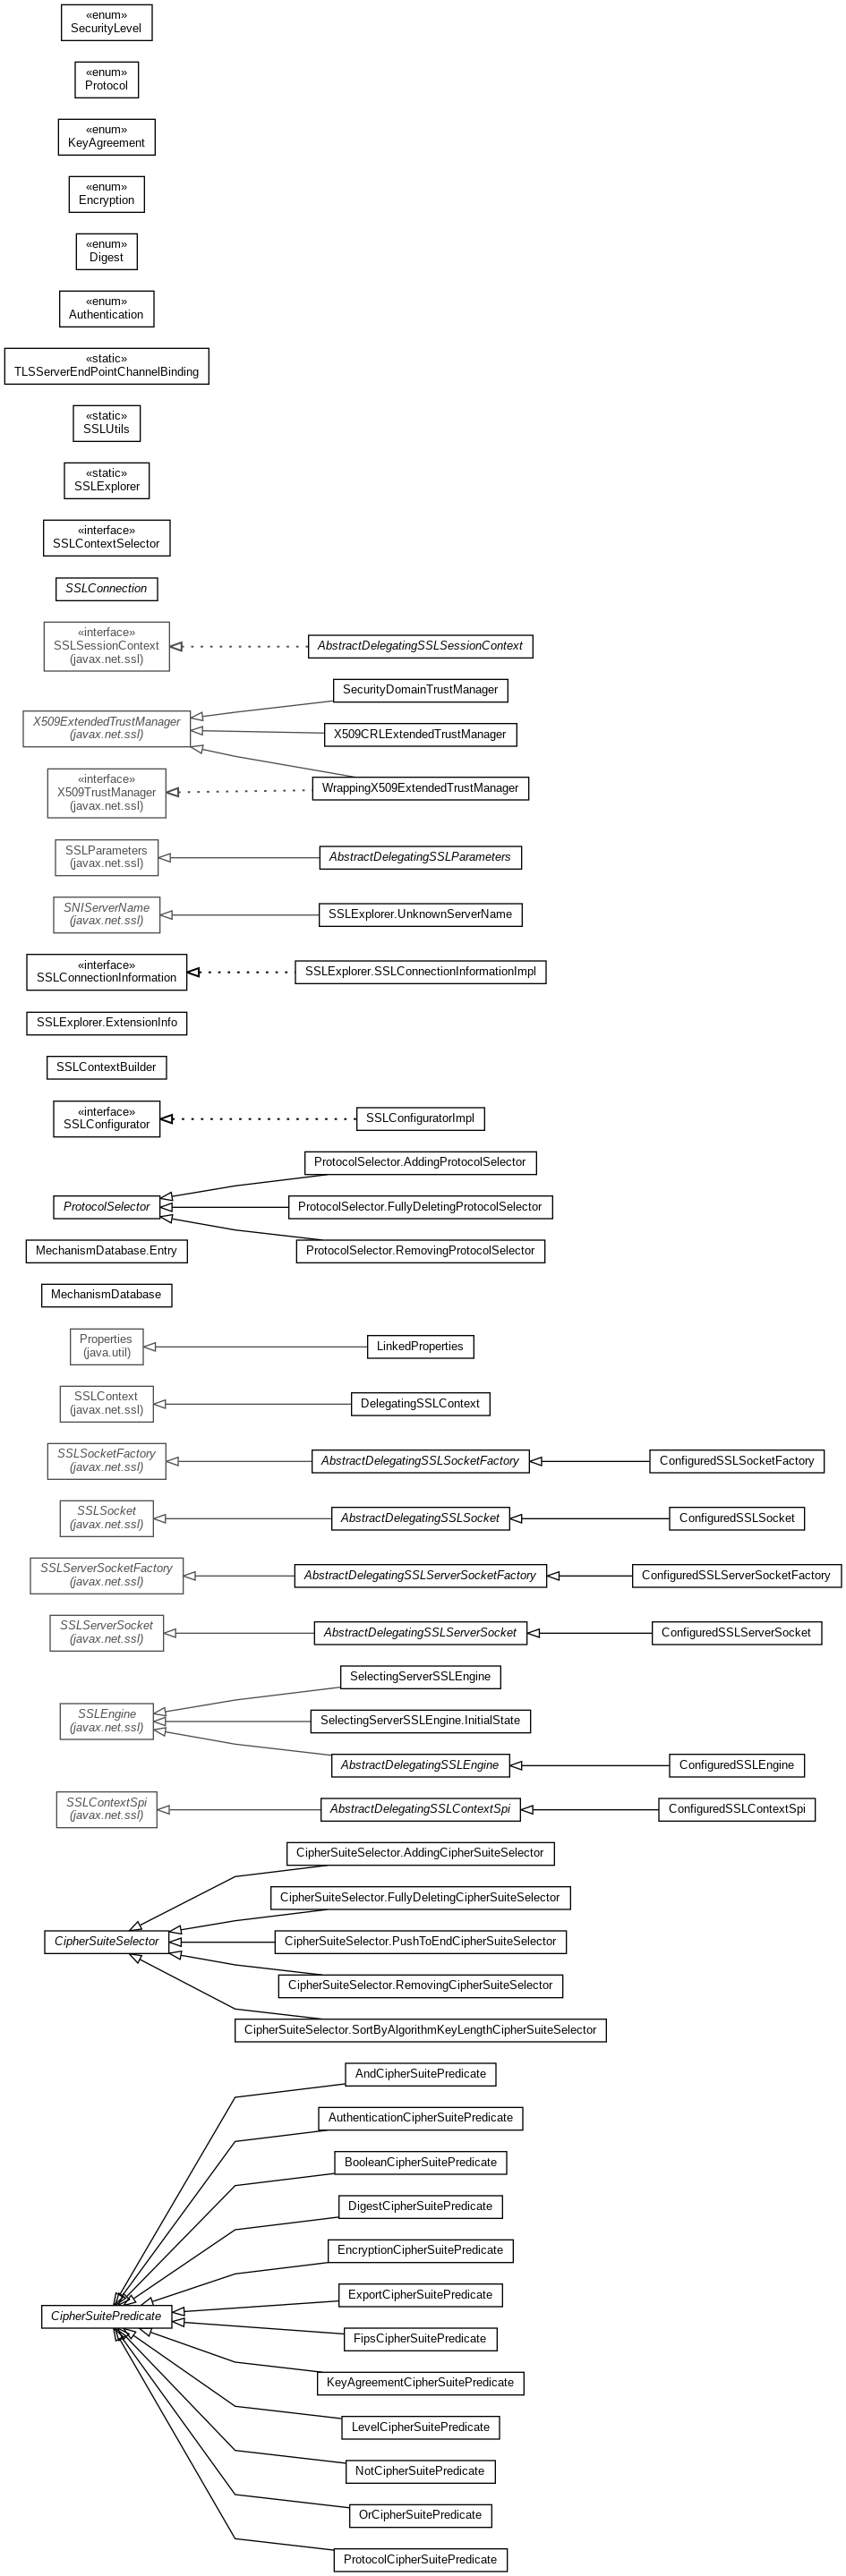 «enum»
SecurityLevel
«enum»
Protocol
«enum»
KeyAgreement
«enum»
Encryption
«enum»
Digest
«enum»
Authentication
«static»
TLSServerEndPointChannelBinding
«static»
SSLUtils
«static»
SSLExplorer
«interface»
SSLContextSelector
SSLConnection
«interface»
SSLSessionContext
(javax.net.ssl)
AbstractDelegatingSSLSessionContext
SecurityDomainTrustManager
X509ExtendedTrustManager
(javax.net.ssl)
X509CRLExtendedTrustManager
WrappingX509ExtendedTrustManager
«interface»
X509TrustManager
(javax.net.ssl)
SSLParameters
(javax.net.ssl)
AbstractDelegatingSSLParameters
SNIServerName
(javax.net.ssl)
SSLExplorer.UnknownServerName
«interface»
SSLConnectionInformation
SSLExplorer.SSLConnectionInformationImpl
SSLExplorer.ExtensionInfo
SSLContextBuilder
«interface»
SSLConfigurator
SSLConfiguratorImpl
ProtocolSelector.AddingProtocolSelector
ProtocolSelector
ProtocolSelector.FullyDeletingProtocolSelector
ProtocolSelector.RemovingProtocolSelector
MechanismDatabase.Entry
MechanismDatabase
Properties
(java.util)
LinkedProperties
SSLContext
(javax.net.ssl)
DelegatingSSLContext
SSLSocketFactory
(javax.net.ssl)
AbstractDelegatingSSLSocketFactory
ConfiguredSSLSocketFactory
SSLSocket
(javax.net.ssl)
AbstractDelegatingSSLSocket
ConfiguredSSLSocket
SSLServerSocketFactory
(javax.net.ssl)
AbstractDelegatingSSLServerSocketFactory
ConfiguredSSLServerSocketFactory
SSLServerSocket
(javax.net.ssl)
AbstractDelegatingSSLServerSocket
ConfiguredSSLServerSocket
SelectingServerSSLEngine
SSLEngine
(javax.net.ssl)
SelectingServerSSLEngine.InitialState
AbstractDelegatingSSLEngine
ConfiguredSSLEngine
SSLContextSpi
(javax.net.ssl)
AbstractDelegatingSSLContextSpi
ConfiguredSSLContextSpi
CipherSuiteSelector.AddingCipherSuiteSelector
CipherSuiteSelector.FullyDeletingCipherSuiteSelector
CipherSuiteSelector
CipherSuiteSelector.PushToEndCipherSuiteSelector
CipherSuiteSelector.RemovingCipherSuiteSelector
CipherSuiteSelector.SortByAlgorithmKeyLengthCipherSuiteSelector
AndCipherSuitePredicate
AuthenticationCipherSuitePredicate
BooleanCipherSuitePredicate
DigestCipherSuitePredicate
EncryptionCipherSuitePredicate
ExportCipherSuitePredicate
CipherSuitePredicate
FipsCipherSuitePredicate
KeyAgreementCipherSuitePredicate
LevelCipherSuitePredicate
NotCipherSuitePredicate
OrCipherSuitePredicate
ProtocolCipherSuitePredicate